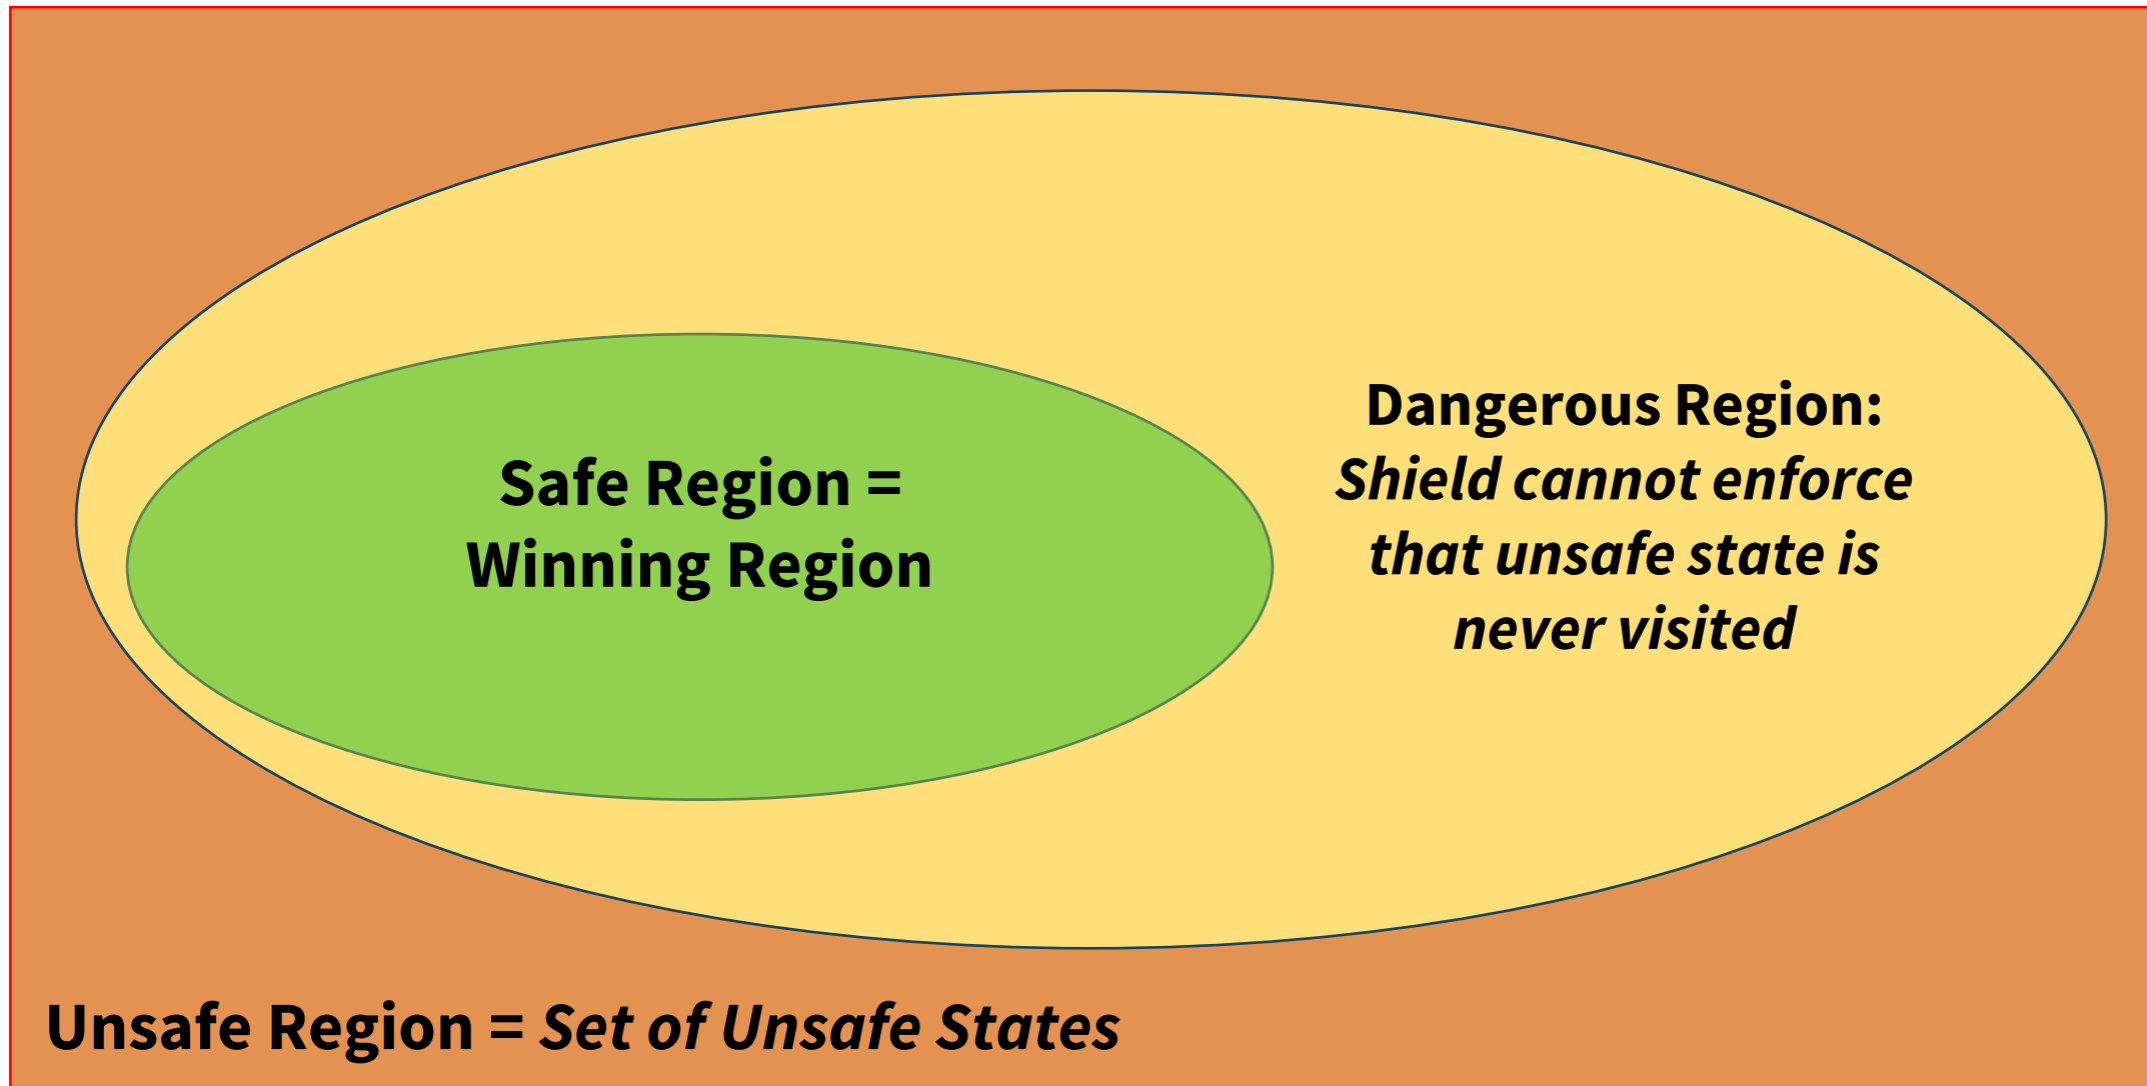 Safe Region =
Winning Region
Dangerous Region:
Shield cannot enforce
that unsafe state is
never visited
Unsafe Region = Set of Unsafe States